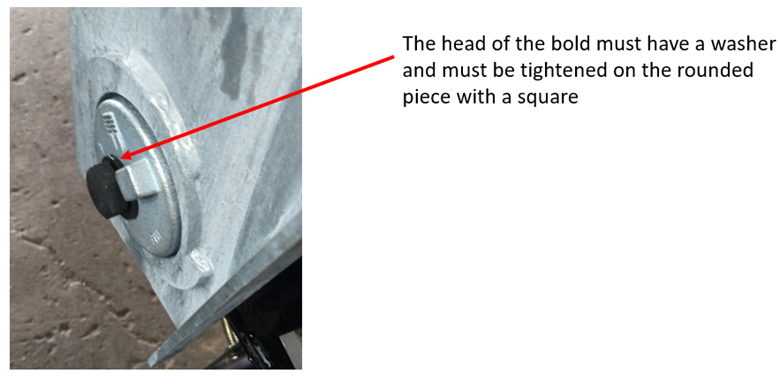 The head of the bold must have a washer
and must be tightened on the rounded
piece with a square